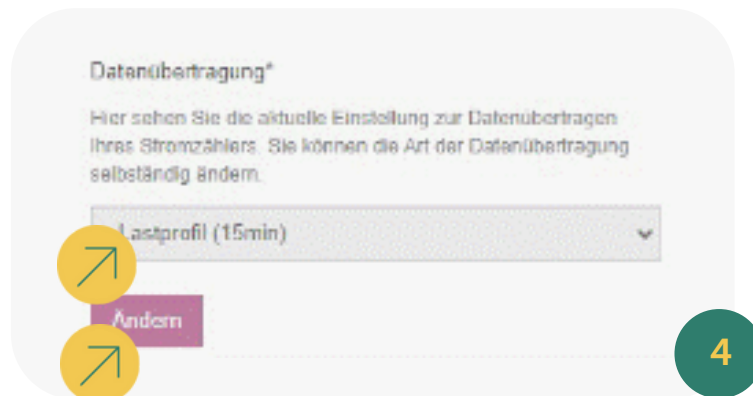 Datenübertragung*
Hier sehen Sie die aktuelle Einstellung zur Datenübertragen
Ihres Stromzählers. Sie können die Art der Datenübertragung
selbständig ändern.
Lastprofil (15min)
Ändern
4